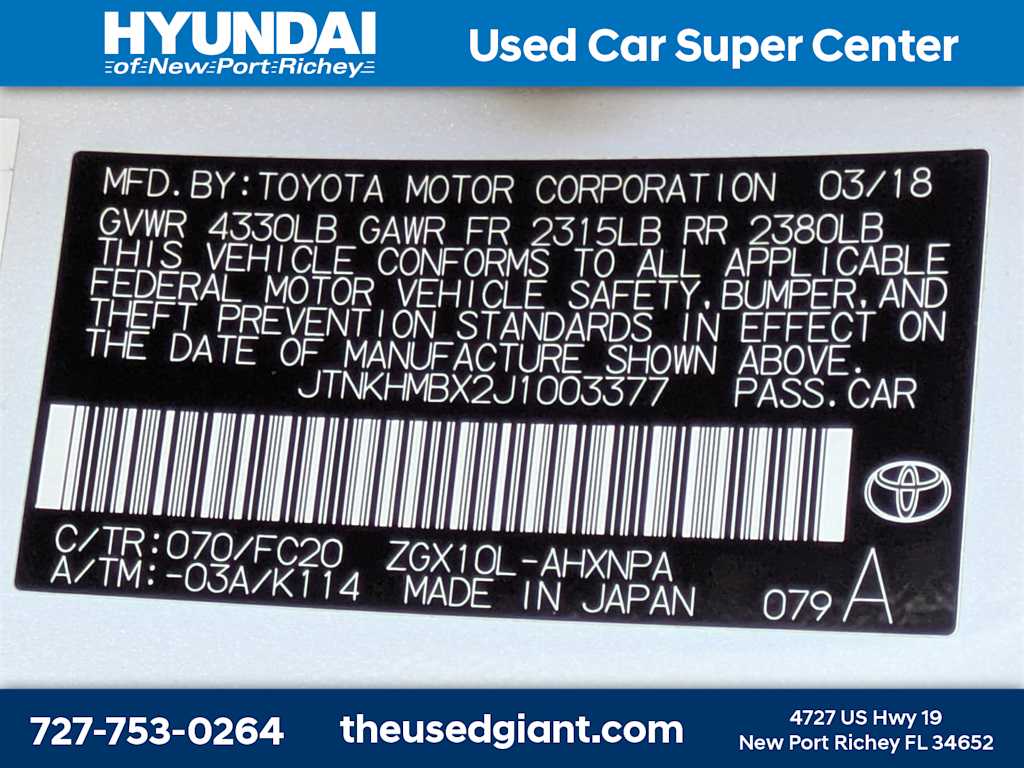 HYUNDAI
of New Port Richey
Used Car Super Center
MFD.BY:TOYOTA MOTOR CORPORATION 03/18
GVWR 4330LB GAWR FR 2315LB RR 2380LB
THIS VEHICLE CONFORMS TO ALL APPLICABLE
FEDERAL MOTOR VEHICLE SAFETY,BUMPER,AND
THEFT PREVENTION STANDARDS IN EFFECT ON
THE DATE OF MANUFACTURE SHOWN ABOVE.
JTNKHMBX2J1003377 PASS.CAR
C/TR:070/FC20 ZGX10L-AHXNPA
A/TM:-03A/K114 MADE IN JAPAN 079 A
727-753-0264
theusedgiant.com
4727 US Hwy 19
New Port Richey FL 34652